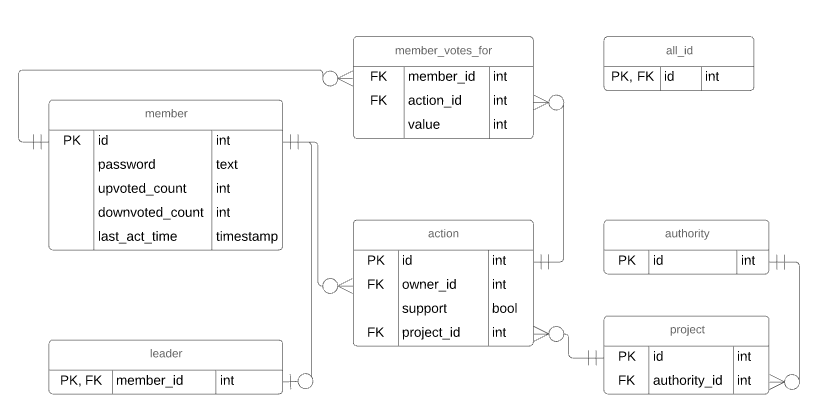 member_votes_for
FK member_id int
FK action_id int
value int
all_id
PK, FK id int
member
PK id int
password text
upvoted_count int
downvoted_count int
last_act_time timestamp
action
PK id int
FK owner_id int
support bool
FK project_id int
authority
PK id int
leader
PK, FK member_id int
project
PK id int
FK authority_id int